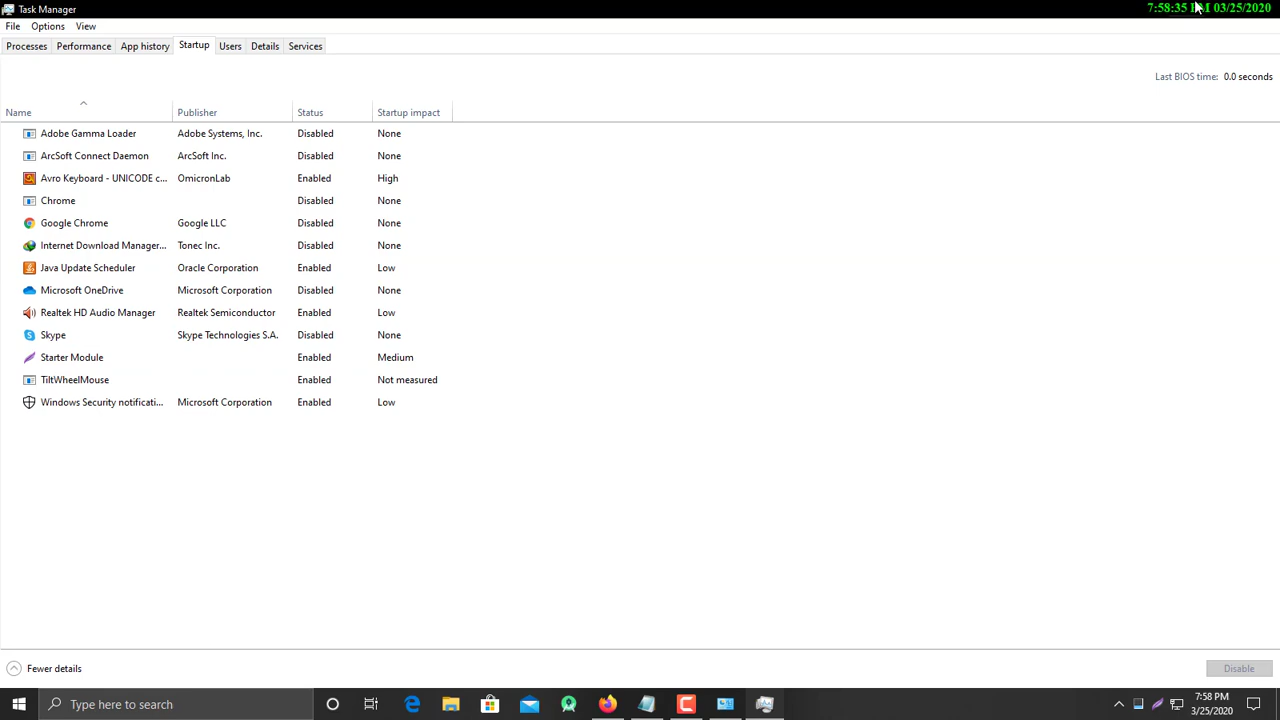 Task Manager
7:58:35 PM 03/25/2020
File Options View
Processes Performance App history Startup Users Details Services
Last BIOS time: 0.0 seconds
Name Publisher Status Startup impact
Adobe Gamma Loader Adobe Systems, Inc. Disabled None
ArcSoft Connect Daemon ArcSoft Inc. Disabled None
Avro Keyboard - UNICODE c... OmicronLab Enabled High
Chrome Disabled None
Google Chrome Google LLC Disabled None
Internet Download Manager... Tonec Inc. Disabled None
Java Update Scheduler Oracle Corporation Enabled Low
Microsoft OneDrive Microsoft Corporation Disabled None
Realtek HD Audio Manager Realtek Semiconductor Enabled Low
Skype Skype Technologies S.A. Disabled None
Starter Module Enabled Medium
TiltWheelMouse Enabled Not measured
Windows Security notificati... Microsoft Corporation Enabled Low
Fewer details Disable
Type here to search
7:58 PM
3/25/2020